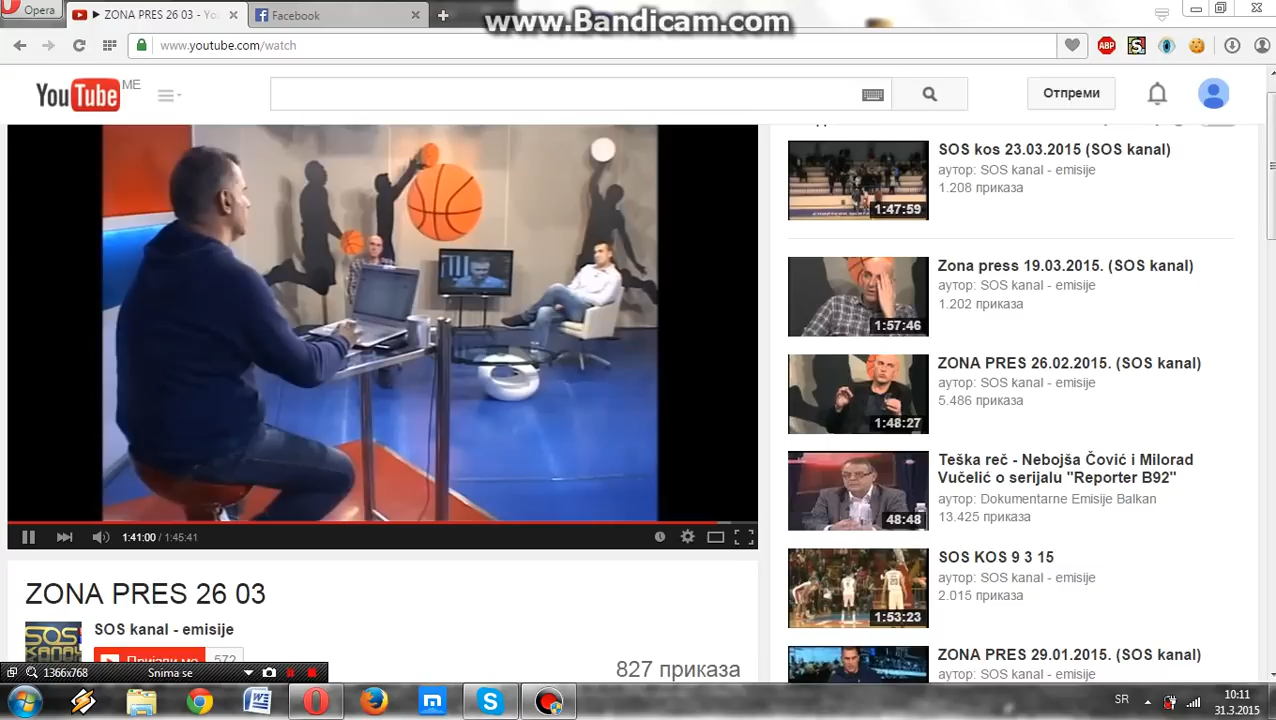 Opera
ZONA PRES 26 03 - Yo
Facebook
www.Bandicam.com
www.youtube.com/watch
ABP
YouTube ME
Отпреми
SOS kos 23.03.2015 (SOS kanal)
аутор: SOS kanal - emisije
1.208 приказа
1:47:59
Zona press 19.03.2015. (SOS kanal)
аутор: SOS kanal - emisije
1.202 приказа
1:57:46
ZONA PRES 26.02.2015. (SOS kanal)
аутор: SOS kanal - emisije
5.486 приказа
1:48:27
Teška reč - Nebojša Čović i Milorad
Vučelić o serijalu "Reporter B92"
аутор: Dokumentarne Emisije Balkan
13.425 приказа
48:48
SOS KOS 9 3 15
аутор: SOS kanal - emisije
2.015 приказа
1:53:23
ZONA PRES 29.01.2015. (SOS kanal)
1:41:00 / 1:45:41
ZONA PRES 26 03
SOS kanal - emisije
SOS
Пријави ме 572
827 приказа
1366x768 Snima se
SR
10:11
31.3.2015